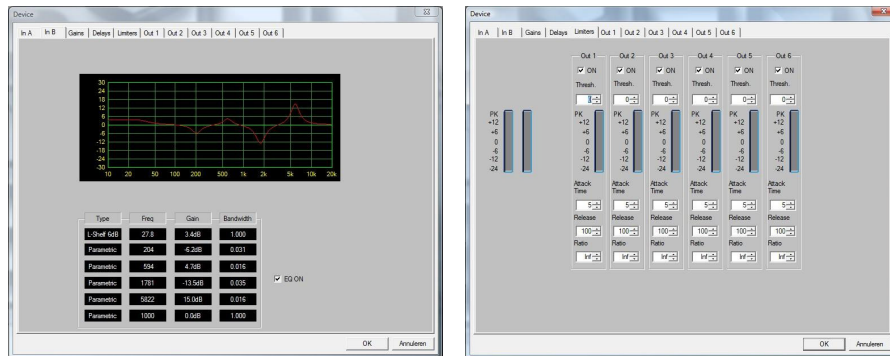 Device
In A In B Gains Delays Limiters Out 1 Out 2 Out 3 Out 4 Out 5 Out 6
30
24
18
12
6
0
-6
-12
-18
-24
-30
10 20 50 100 200 500 1k 2k 5k 10k 20k
Type Freq Gain Bandwidth
L-Shelf 6dB 27.8 3.4dB 1.000
Parametric 204 -6.2dB 0.031
Parametric 594 4.7dB 0.016
Parametric 1781 -13.5dB 0.035
Parametric 5822 15.0dB 0.016
Parametric 1000 0.0dB 1.000
EQ ON
OK Annuleren
Device
In A In B Gains Delays Limiters Out 1 Out 2 Out 3 Out 4 Out 5 Out 6
Out 1 Out 2 Out 3 Out 4 Out 5 Out 6
ON ON ON ON ON ON
Thresh. Thresh. Thresh. Thresh. Thresh. Thresh.
0 0 0 0 0
PK PK PK PK PK PK PK
+12 +12 +12 +12 +12 +12 +12
+6 +6 +6 +6 +6 +6 +6
0 0 0 0 0 0 0
-6 -6 -6 -6 -6 -6 -6
-12 -12 -12 -12 -12 -12 -12
-24 -24 -24 -24 -24 -24 -24
Attack Attack Attack Attack Attack Attack
Time Time Time Time Time Time
5 5 5 5 5 5
Release Release Release Release Release Release
100 100 100 100 100 100
Ratio Ratio Ratio Ratio Ratio Ratio
Inf Inf Inf Inf Inf Inf
OK Annuleren